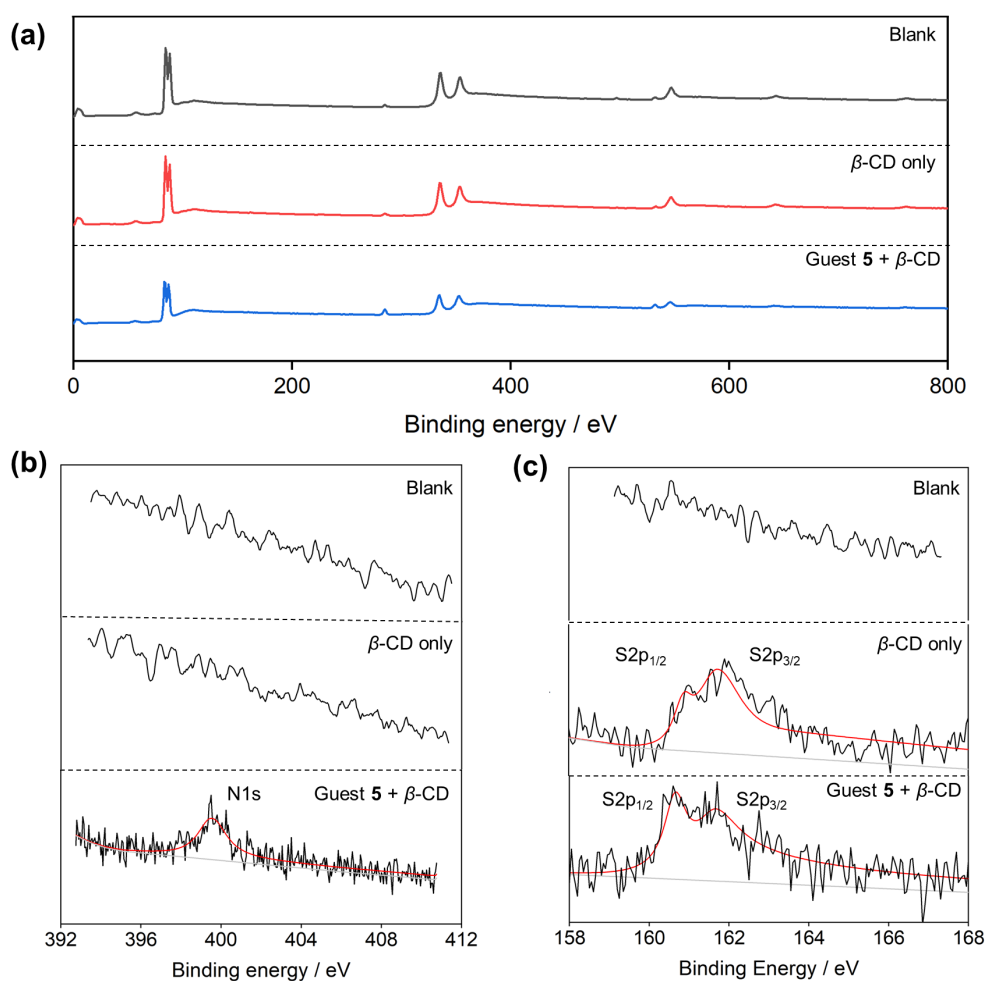 (a)
Blank
β-CD only
Guest 5 + β-CD
0 200 400 600 800
Binding energy / eV
(b)
Blank
β-CD only
N1s Guest 5 + β-CD
392 396 400 404 408 412
Binding energy / eV
(c)
Blank
β-CD only
S2p1/2 S2p3/2
Guest 5 + β-CD
S2p1/2 S2p3/2
158 160 162 164 166 168
Binding Energy / eV